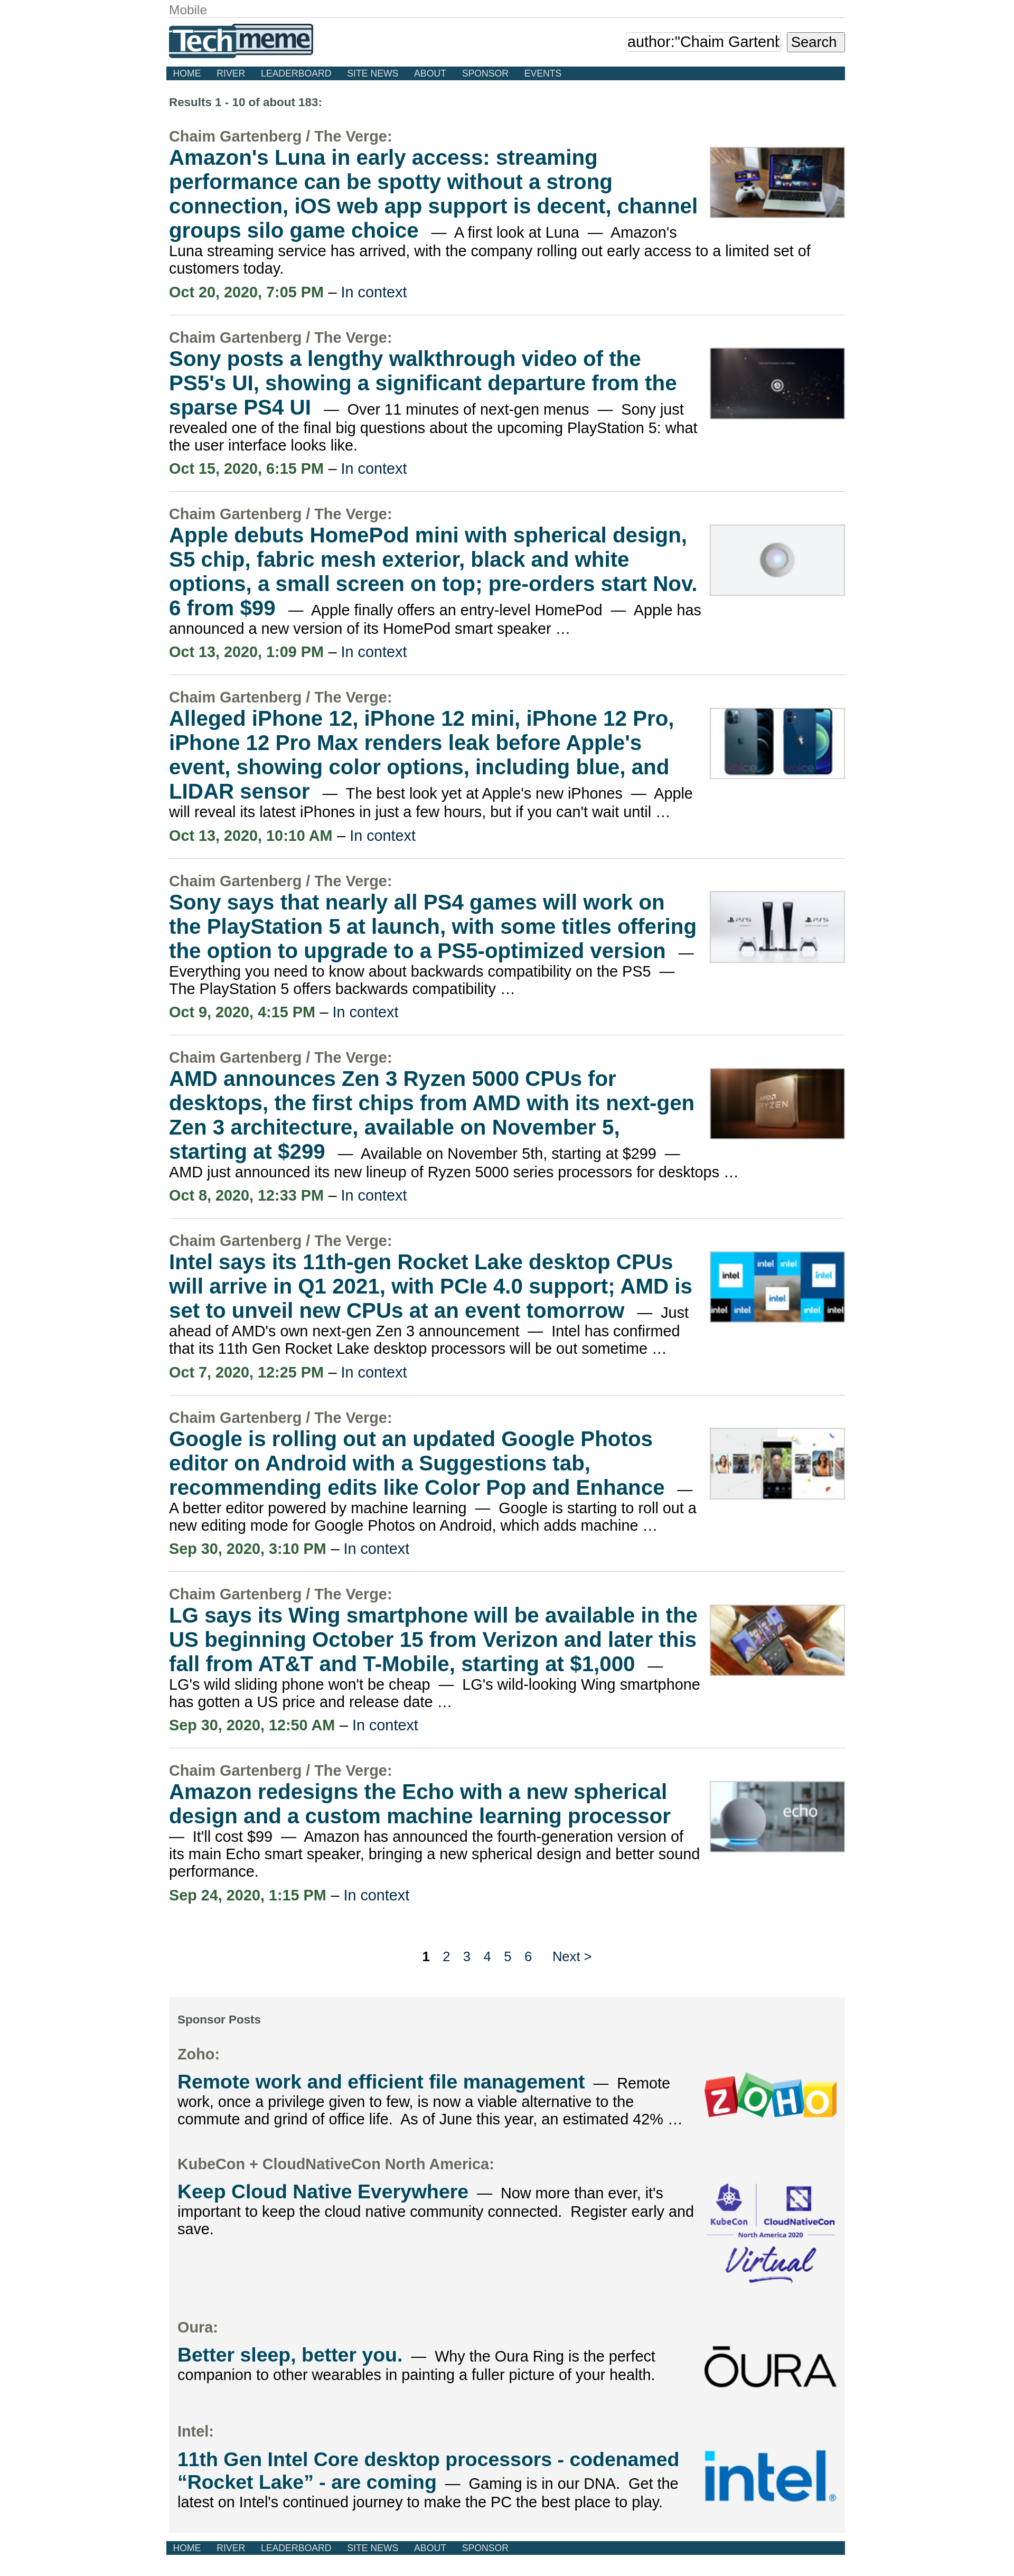 Mobile
Techmeme
author:"Chaim Gartenb
Search
HOME RIVER LEADERBOARD SITE NEWS ABOUT SPONSOR EVENTS
Results 1 - 10 of about 183:
Chaim Gartenberg / The Verge:
Amazon's Luna in early access: streaming
performance can be spotty without a strong
connection, iOS web app support is decent, channel
groups silo game choice — A first look at Luna — Amazon's
Luna streaming service has arrived, with the company rolling out early access to a limited set of
customers today.
Oct 20, 2020, 7:05 PM – In context
Chaim Gartenberg / The Verge:
Sony posts a lengthy walkthrough video of the
PS5's UI, showing a significant departure from the
sparse PS4 UI — Over 11 minutes of next-gen menus — Sony just
revealed one of the final big questions about the upcoming PlayStation 5: what
the user interface looks like.
Oct 15, 2020, 6:15 PM – In context
Chaim Gartenberg / The Verge:
Apple debuts HomePod mini with spherical design,
S5 chip, fabric mesh exterior, black and white
options, a small screen on top; pre-orders start Nov.
6 from $99 — Apple finally offers an entry-level HomePod — Apple has
announced a new version of its HomePod smart speaker …
Oct 13, 2020, 1:09 PM – In context
Chaim Gartenberg / The Verge:
Alleged iPhone 12, iPhone 12 mini, iPhone 12 Pro,
iPhone 12 Pro Max renders leak before Apple's
event, showing color options, including blue, and
LIDAR sensor — The best look yet at Apple's new iPhones — Apple
will reveal its latest iPhones in just a few hours, but if you can't wait until …
Oct 13, 2020, 10:10 AM – In context
Chaim Gartenberg / The Verge:
Sony says that nearly all PS4 games will work on
the PlayStation 5 at launch, with some titles offering
the option to upgrade to a PS5-optimized version —
Everything you need to know about backwards compatibility on the PS5 —
The PlayStation 5 offers backwards compatibility …
PS5 PS5
Oct 9, 2020, 4:15 PM – In context
Chaim Gartenberg / The Verge:
AMD announces Zen 3 Ryzen 5000 CPUs for
desktops, the first chips from AMD with its next-gen
Zen 3 architecture, available on November 5,
starting at $299 — Available on November 5th, starting at $299 —
AMD just announced its new lineup of Ryzen 5000 series processors for desktops …
AMD
RYZEN
Oct 8, 2020, 12:33 PM – In context
Chaim Gartenberg / The Verge:
Intel says its 11th-gen Rocket Lake desktop CPUs
will arrive in Q1 2021, with PCIe 4.0 support; AMD is
set to unveil new CPUs at an event tomorrow — Just
ahead of AMD's own next-gen Zen 3 announcement — Intel has confirmed
that its 11th Gen Rocket Lake desktop processors will be out sometime …
intel intel intel intel
intel
intel intel intel intel
Oct 7, 2020, 12:25 PM – In context
Chaim Gartenberg / The Verge:
Google is rolling out an updated Google Photos
editor on Android with a Suggestions tab,
recommending edits like Color Pop and Enhance —
A better editor powered by machine learning — Google is starting to roll out a
new editing mode for Google Photos on Android, which adds machine …
Sep 30, 2020, 3:10 PM – In context
Chaim Gartenberg / The Verge:
LG says its Wing smartphone will be available in the
US beginning October 15 from Verizon and later this
fall from AT&T and T-Mobile, starting at $1,000 —
LG's wild sliding phone won't be cheap — LG's wild-looking Wing smartphone
has gotten a US price and release date …
Sep 30, 2020, 12:50 AM – In context
Chaim Gartenberg / The Verge:
Amazon redesigns the Echo with a new spherical
design and a custom machine learning processor
— It'll cost $99 — Amazon has announced the fourth-generation version of
its main Echo smart speaker, bringing a new spherical design and better sound
performance.
echo
Sep 24, 2020, 1:15 PM – In context
1 2 3 4 5 6 Next >
Sponsor Posts
Zoho:
Remote work and efficient file management — Remote
work, once a privilege given to few, is now a viable alternative to the
commute and grind of office life. As of June this year, an estimated 42% …
ZOHO
KubeCon + CloudNativeCon North America:
Keep Cloud Native Everywhere — Now more than ever, it's
important to keep the cloud native community connected. Register early and
save.
KubeCon CloudNativeCon
North America 2020
Virtual
Oura:
Better sleep, better you. — Why the Oura Ring is the perfect
companion to other wearables in painting a fuller picture of your health.
ŌURA
Intel:
11th Gen Intel Core desktop processors - codenamed
“Rocket Lake” - are coming — Gaming is in our DNA. Get the
latest on Intel's continued journey to make the PC the best place to play.
intel®
HOME RIVER LEADERBOARD SITE NEWS ABOUT SPONSOR